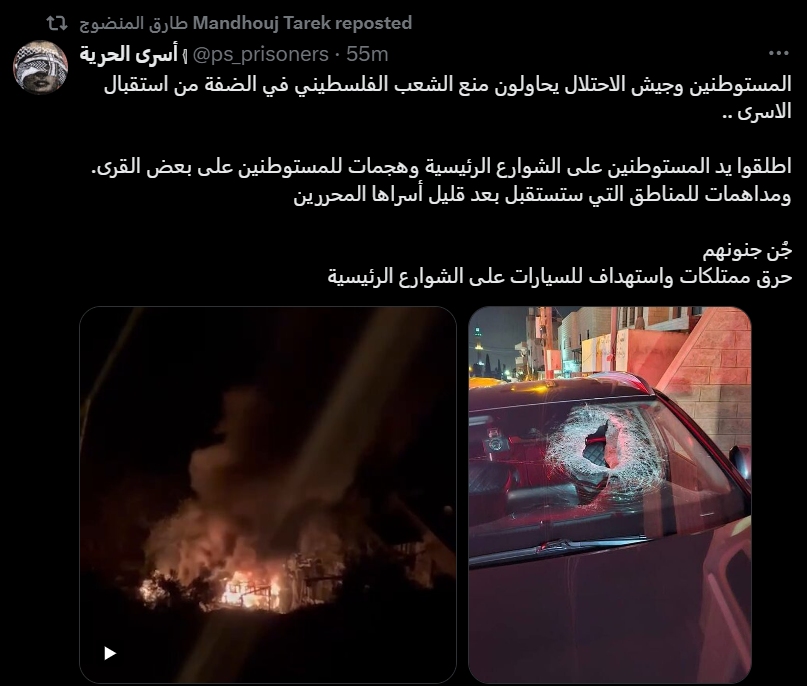 طارق المنضوج Mandhouj Tarek reposted
أسرى الحرية @ps_prisoners · 55m
المستوطنين وجيش الاحتلال يحاولون منع الشعب الفلسطيني في الضفة من استقبال
الاسرى ..
اطلقوا يد المستوطنين على الشوارع الرئيسية وهجمات للمستوطنين على بعض القرى.
ومداهمات للمناطق التي ستستقبل بعد قليل أسراها المحررين
جُن جنونهم
حرق ممتلكات واستهداف للسيارات على الشوارع الرئيسية